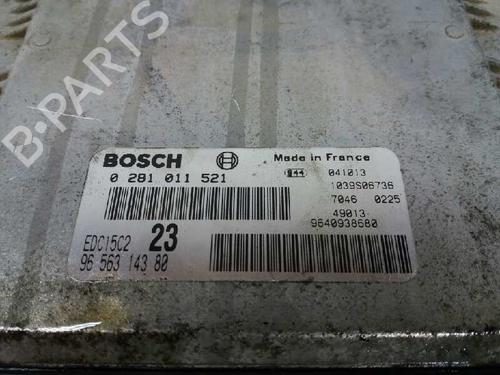 B-PARTS
BOSCH
Made in France
0 281 011 521
041013
1039S06736
7046 0225
49013
9640938680
EDC15C2 23
96 563 143 80